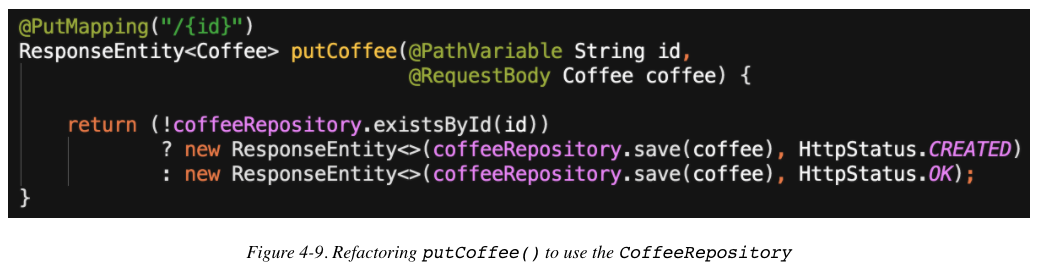 @PutMapping("/{id}")
ResponseEntity<Coffee> putCoffee(@PathVariable String id,
                                 @RequestBody Coffee coffee) {

    return (!coffeeRepository.existsById(id))
            ? new ResponseEntity<>(coffeeRepository.save(coffee), HttpStatus.CREATED)
            : new ResponseEntity<>(coffeeRepository.save(coffee), HttpStatus.OK);
}
Figure 4-9. Refactoring putCoffee() to use the CoffeeRepository